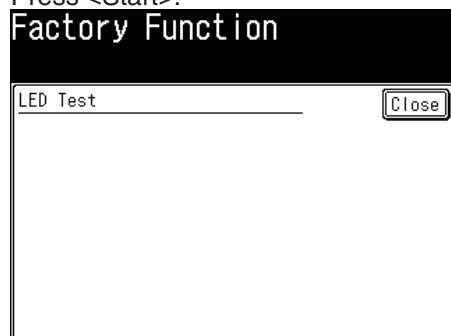 Press <Start>.
Factory Function
LED Test
Close